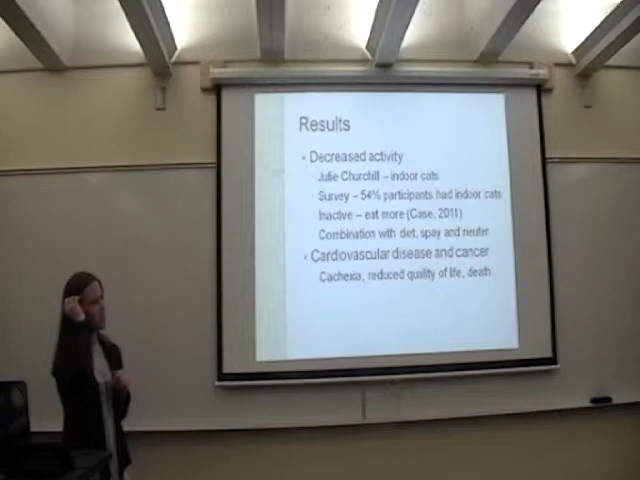 Results
• Decreased activity
Julie Churchill – indoor cats
Survey – 54% participants had indoor cats
Inactive – eat more (Case, 2011)
Combination with diet, spay and neuter
• Cardiovascular disease and cancer
Cachexia, reduced quality of life, death